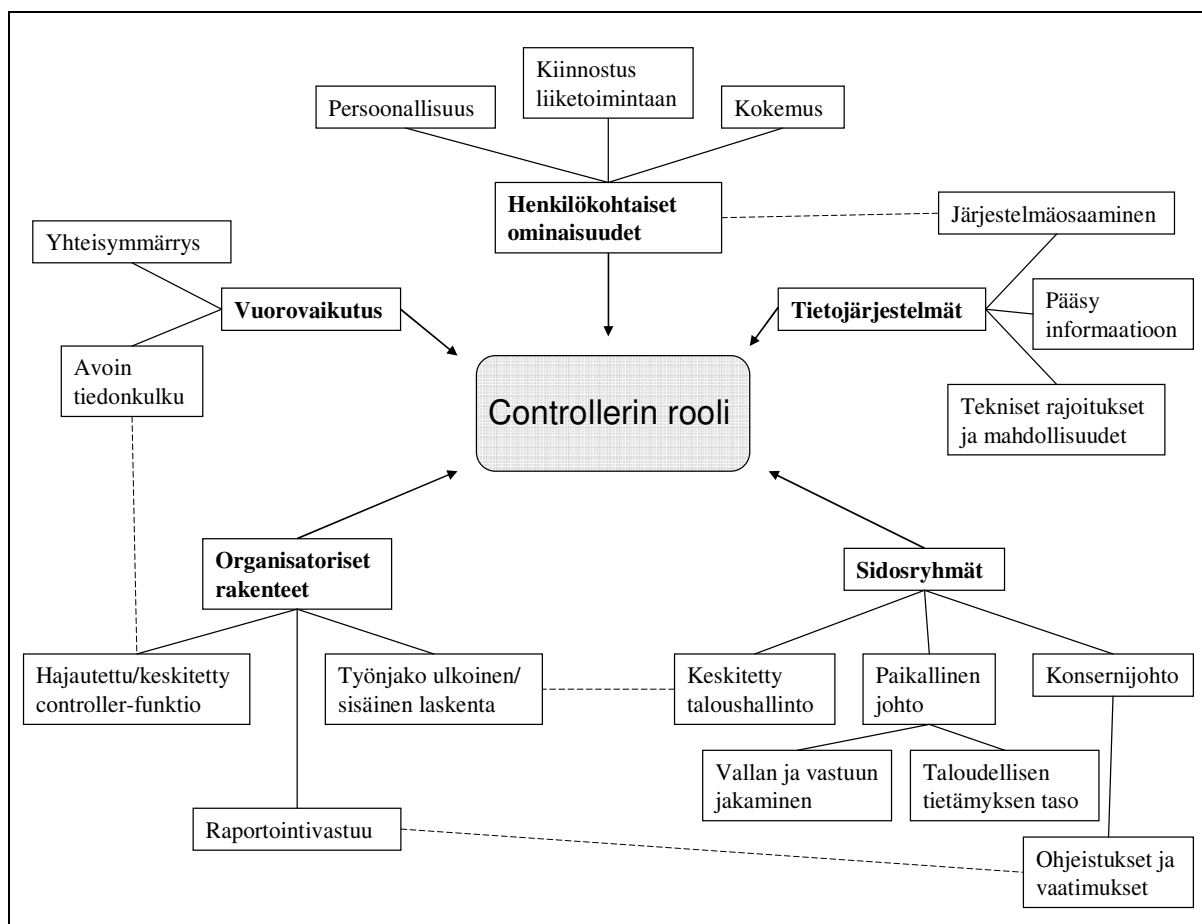 Kiinnostus
liiketoimintaan
Persoonallisuus
Kokemus
Henkilökohtaiset
ominaisuudet
Järjestelmäosaaminen
Yhteisymmärrys
Vuorovaikutus
Tietojärjestelmät
Pääsy
informaatioon
Avoin
tiedonkulku
Controllerin rooli
Tekniset rajoitukset
ja mahdollisuudet
Organisatoriset
rakenteet
Sidosryhmät
Hajautettu/keskitetty
controller-funktio
Työnjako ulkoinen/
sisäinen laskenta
Keskitetty
taloushallinto
Paikallinen
johto
Konsernijohto
Vallan ja vastuun
jakaminen
Taloudellisen
tietämyksen taso
Raportointivastuu
Ohjeistukset ja
vaatimukset